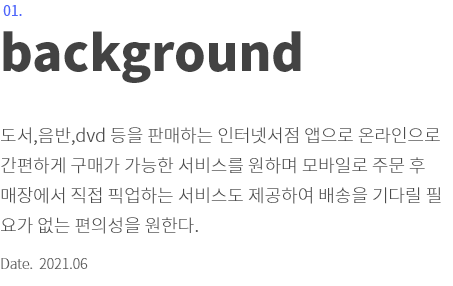 01.
background
도서,음반,dvd 등을 판매하는 인터넷서점 앱으로 온라인으로
간편하게 구매가 가능한 서비스를 원하며 모바일로 주문 후
매장에서 직접 픽업하는 서비스도 제공하여 배송을 기다릴 필
요가 없는 편의성을 원한다.
Date. 2021.06